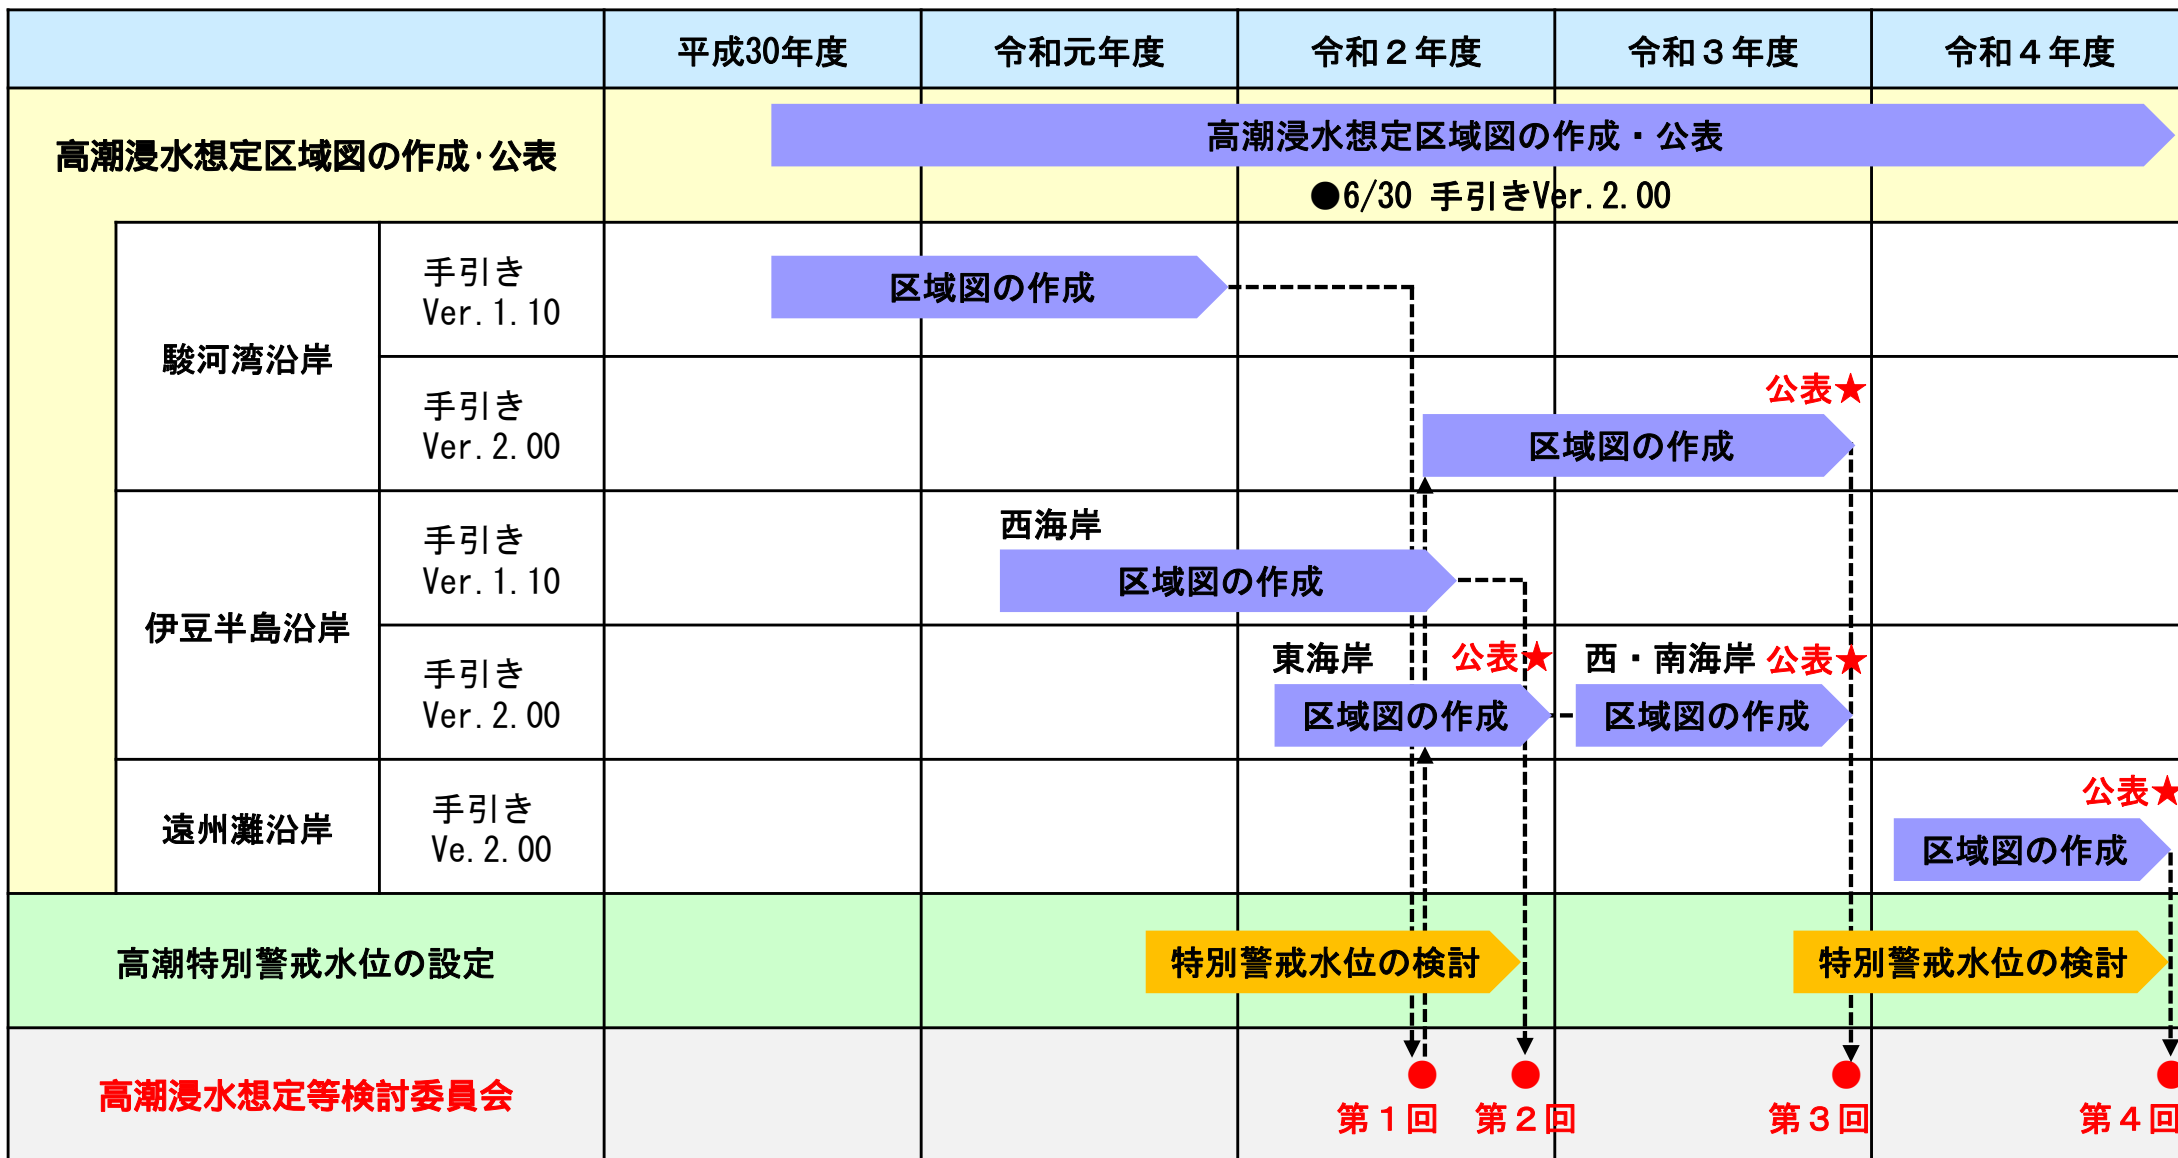 平成30年度
令和元年度
令和２年度
令和３年度
令和４年度
高潮浸水想定区域図の作成・公表
高潮浸水想定区域図の作成・公表
●6/30 手引きVer.2.00
駿河湾沿岸
手引き
Ver.1.10
区域図の作成
手引き
Ver.2.00
公表★
区域図の作成
伊豆半島沿岸
手引き
Ver.1.10
西海岸
区域図の作成
手引き
Ver.2.00
東海岸
公表★
区域図の作成
西・南海岸
公表★
区域図の作成
遠州灘沿岸
手引き
Ve.2.00
公表★
区域図の作成
高潮特別警戒水位の設定
特別警戒水位の検討
特別警戒水位の検討
高潮浸水想定等検討委員会
第１回
第２回
第３回
第４回